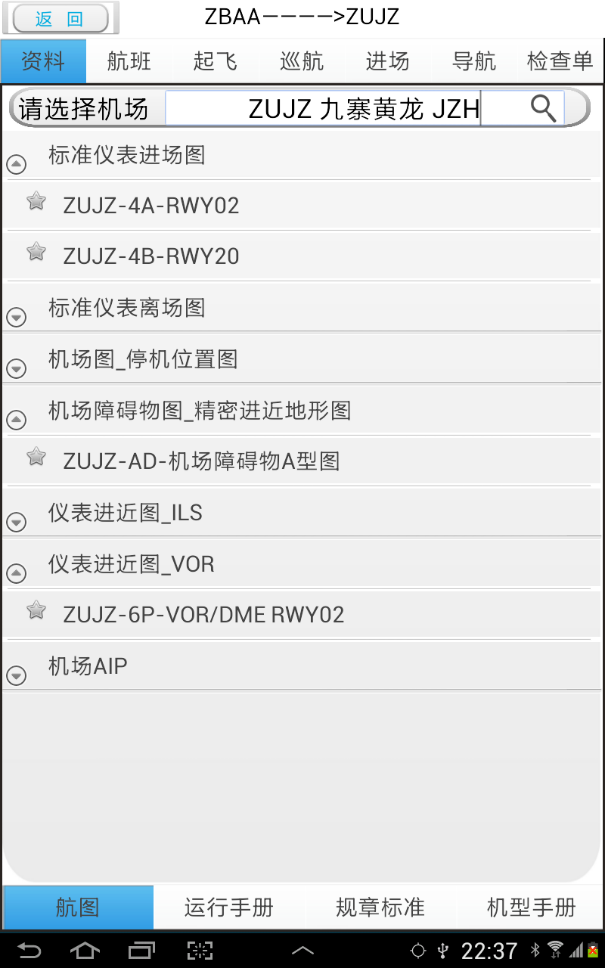 返 回
ZBAA---->ZUJZ
资料 航班 起飞 巡航 进场 导航 检查单
请选择机场 ZUJZ 九寨黄龙 JZH
标准仪表进场图
ZUJZ-4A-RWY02
ZUJZ-4B-RWY20
标准仪表离场图
机场图_停机位置图
机场障碍物图_精密进近地形图
ZUJZ-AD-机场障碍物A型图
仪表进近图_ILS
仪表进近图_VOR
ZUJZ-6P-VOR/DME RWY02
机场AIP
航图 运行手册 规章标准 机型手册
22:37